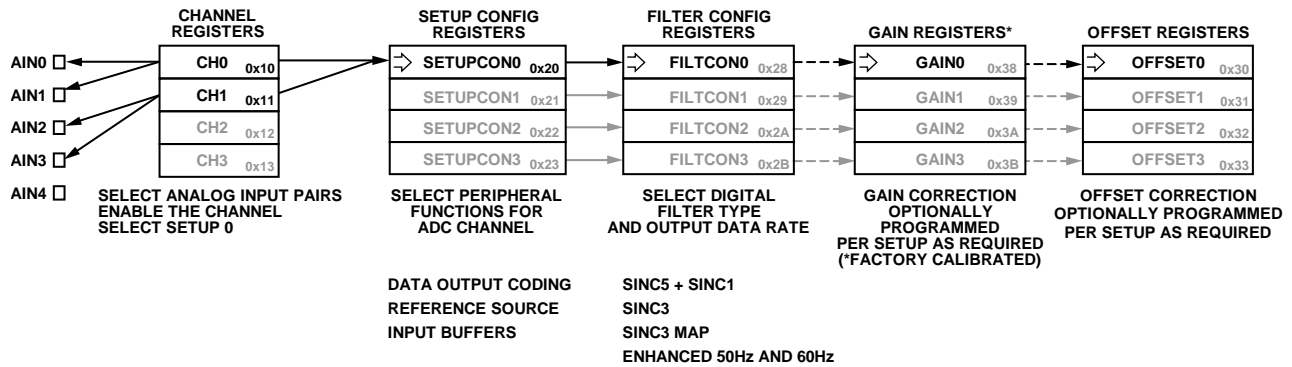 CHANNEL
REGISTERS
SETUP CONFIG
REGISTERS
FILTER CONFIG
REGISTERS
GAIN REGISTERS*
OFFSET REGISTERS
AIN0
AIN1
AIN2
AIN3
AIN4
CH0 0x10
CH1 0x11
CH2 0x12
CH3 0x13
SELECT ANALOG INPUT PAIRS
ENABLE THE CHANNEL
SELECT SETUP 0
SETUPCON0 0x20
SETUPCON1 0x21
SETUPCON2 0x22
SETUPCON3 0x23
SELECT PERIPHERAL
FUNCTIONS FOR
ADC CHANNEL
FILTCON0 0x28
FILTCON1 0x29
FILTCON2 0x2A
FILTCON3 0x2B
SELECT DIGITAL
FILTER TYPE
AND OUTPUT DATA RATE
GAIN0 0x38
GAIN1 0x39
GAIN2 0x3A
GAIN3 0x3B
GAIN CORRECTION
OPTIONALLY
PROGRAMMED
PER SETUP AS REQUIRED
(*FACTORY CALIBRATED)
OFFSET0 0x30
OFFSET1 0x31
OFFSET2 0x32
OFFSET3 0x33
OFFSET CORRECTION
OPTIONALLY PROGRAMMED
PER SETUP AS REQUIRED
DATA OUTPUT CODING
REFERENCE SOURCE
INPUT BUFFERS
SINC5 + SINC1
SINC3
SINC3 MAP
ENHANCED 50Hz AND 60Hz